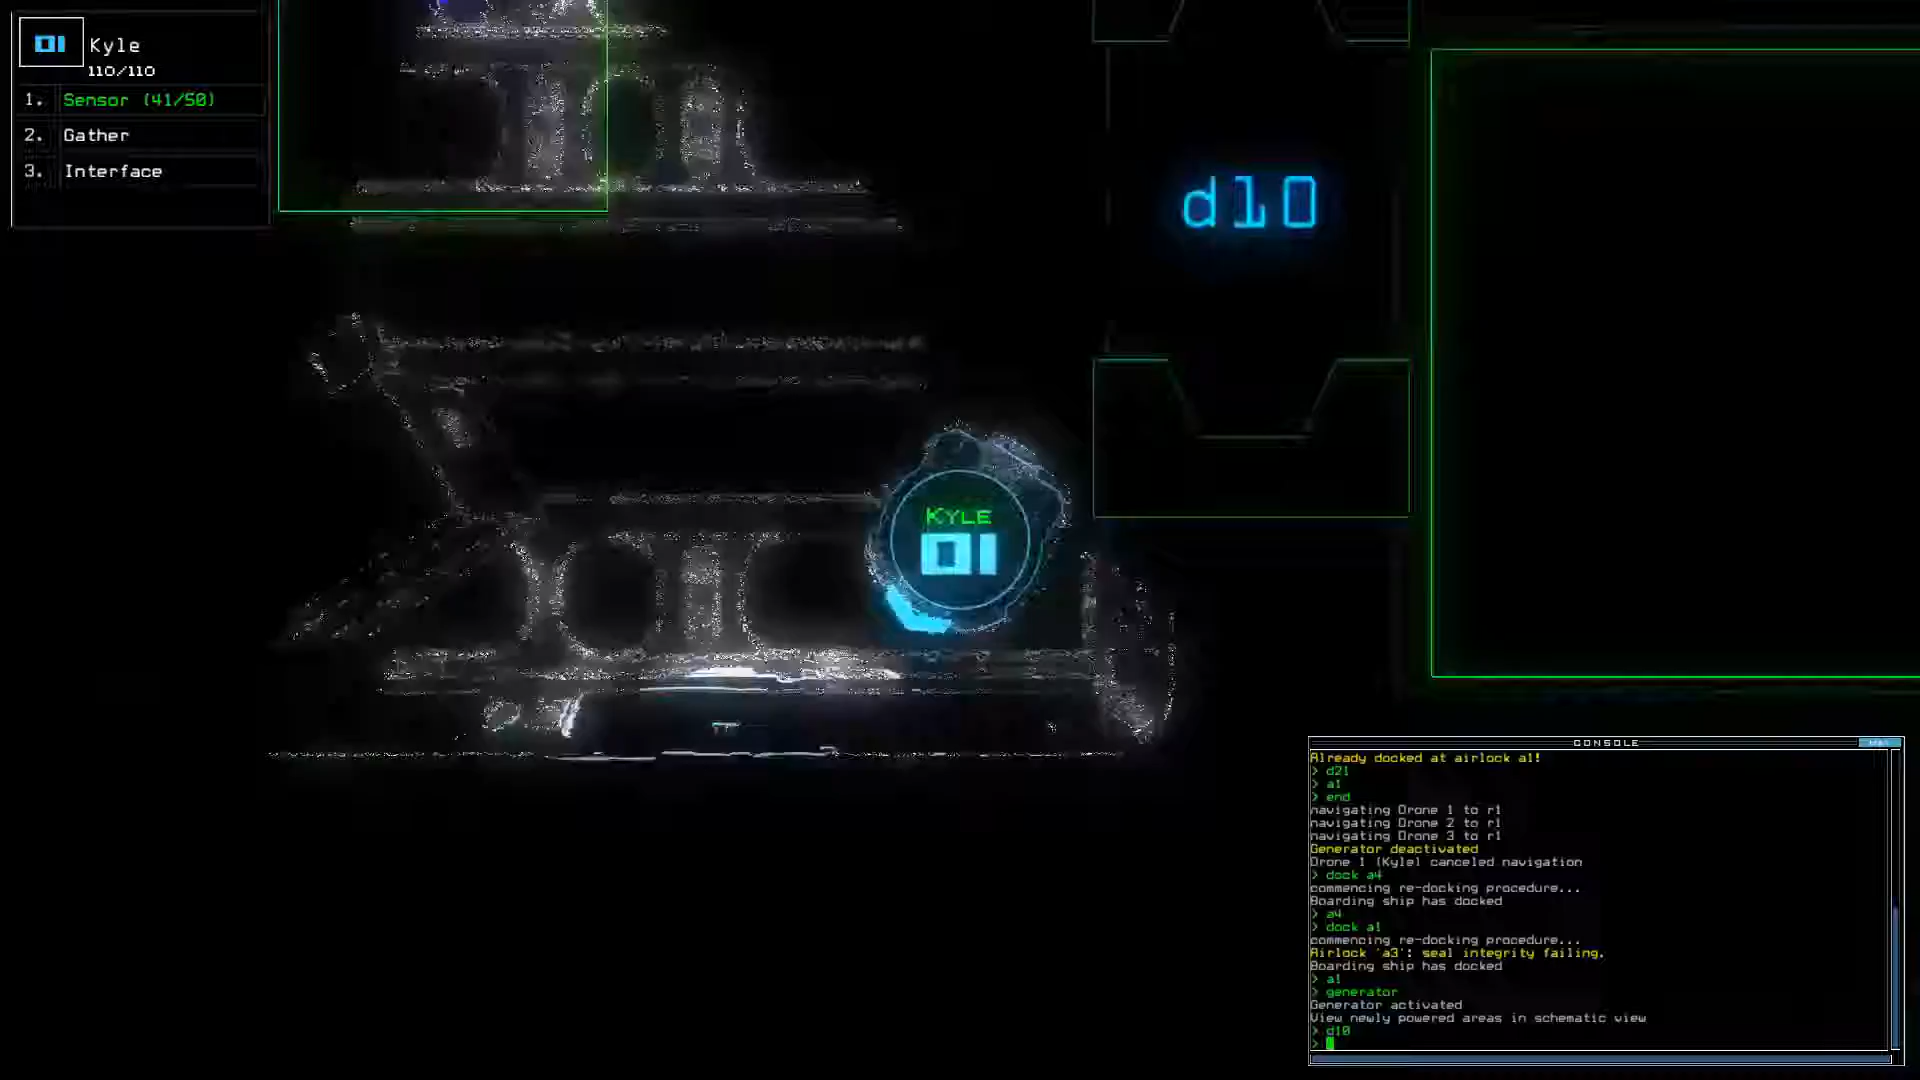 01 Kyle
110/110
1. Sensor (41/50)
2. Gather
3. Interface
d10
KYLE
01
CONSOLE
Already docked at airlock a1!
> d21
> a1
> end
navigating Drone 1 to r1
navigating Drone 2 to r1
navigating Drone 3 to r1
Generator deactivated
Drone 1 (Kyle) canceled navigation
> dock a4
commencing re-docking procedure...
Boarding ship has docked
> a4
> dock a1
commencing re-docking procedure...
Airlock 'a3': seal integrity failing.
Boarding ship has docked
> a1
> generator
Generator activated
View newly powered areas in schematic view
> d10
>